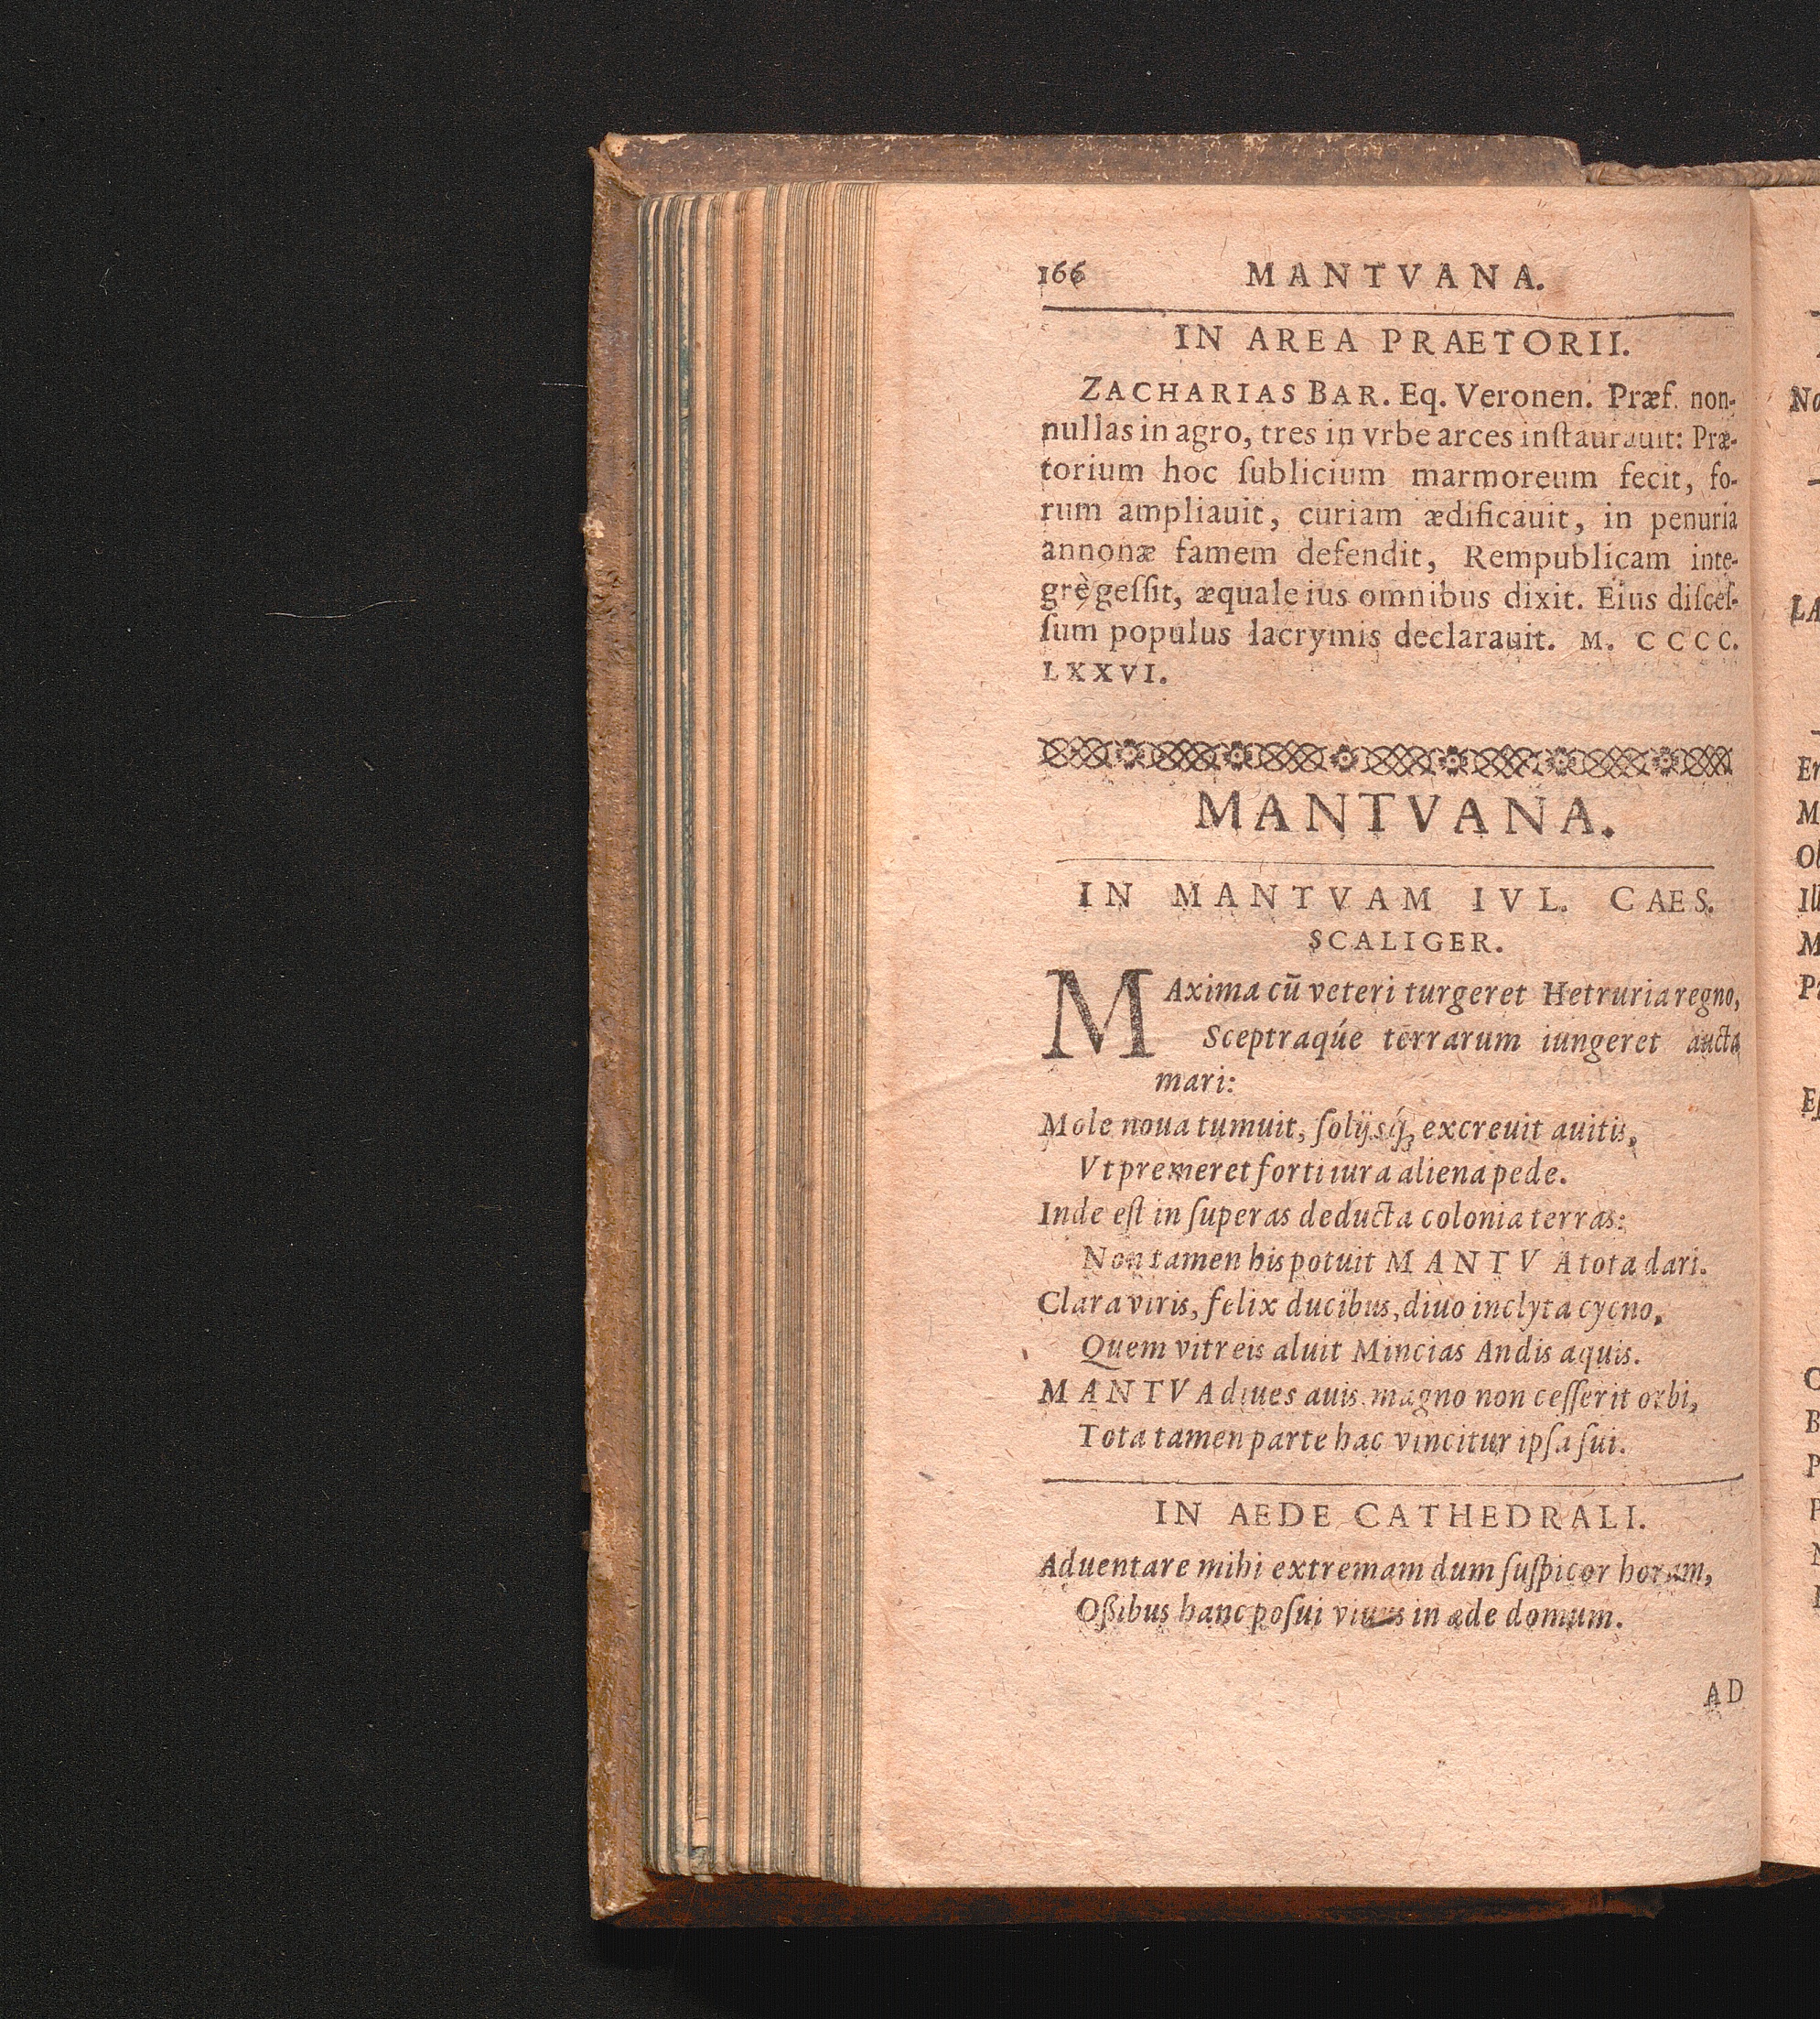 166 MANTVANA.
IN AREA PRAETORII.
ZACHARIAS BAR. Eq. Veronen. Præf. non-
nullas in agro, tres in vrbe arces inſtaurauit: Præ-
torium hoc ſublicium marmoreum fecit, fo-
rum ampliauit, curiam ædificauit, in penuria
annonæ famem defendit, Rempublicam inte-
grè geſſit, æquale ius omnibus dixit. Eius diſceſ-
ſum populus lacrymis declarauit. M. CCCC.
LXXVI.
MANTVANA.
IN MANTVAM IVL. CAES.
SCALIGER.
MAxima cū veteri turgeret Hetruria regno,
Sceptraqúe terrarum iungeret aucta
mari:
Mole noua tumuit, ſolijsq́; excreuit auitis,
Vt premeret forti iura aliena pede.
Inde eſt in ſuperas deducta colonia terras:
Non tamen his potuit MANTVA tota dari.
Clara viris, felix ducibus, diuo inclyta cycno,
Quem vitreis aluit Mincias Andis aquis.
MANTVA diues auis magno non ceſſerit orbi,
Tota tamen parte hac vincitur ipſa ſui.
IN AEDE CATHEDRALI.
Aduentare mihi extremam dum ſuſpicor horam,
Oßibus hanc poſui viuus in æde domum.
AD